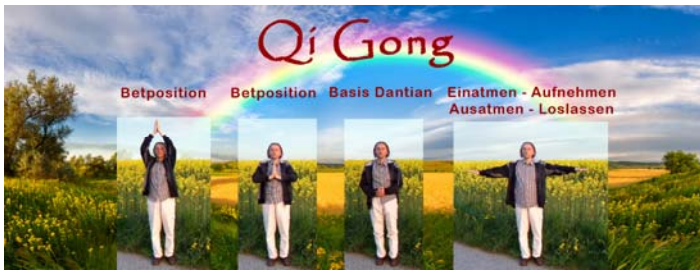 Qi Gong
Betposition
Betposition
Basis Dantian
Einatmen - Aufnehmen
Ausatmen - Loslassen